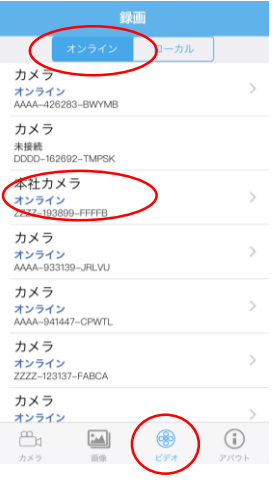 録画
オンライン ローカル
カメラ
オンライン
AAAA-426283-BWYMB
カメラ
未接続
DDDD-162692-TMPSK
本社カメラ
オンライン
ZZZZ-193899-FFFFB
カメラ
オンライン
AAAA-933139-JRLVU
カメラ
オンライン
AAAA-941447-CPWTL
カメラ
オンライン
ZZZZ-123137-FABCA
カメラ
オンライン
カメラ 画像 ビデオ アバウト